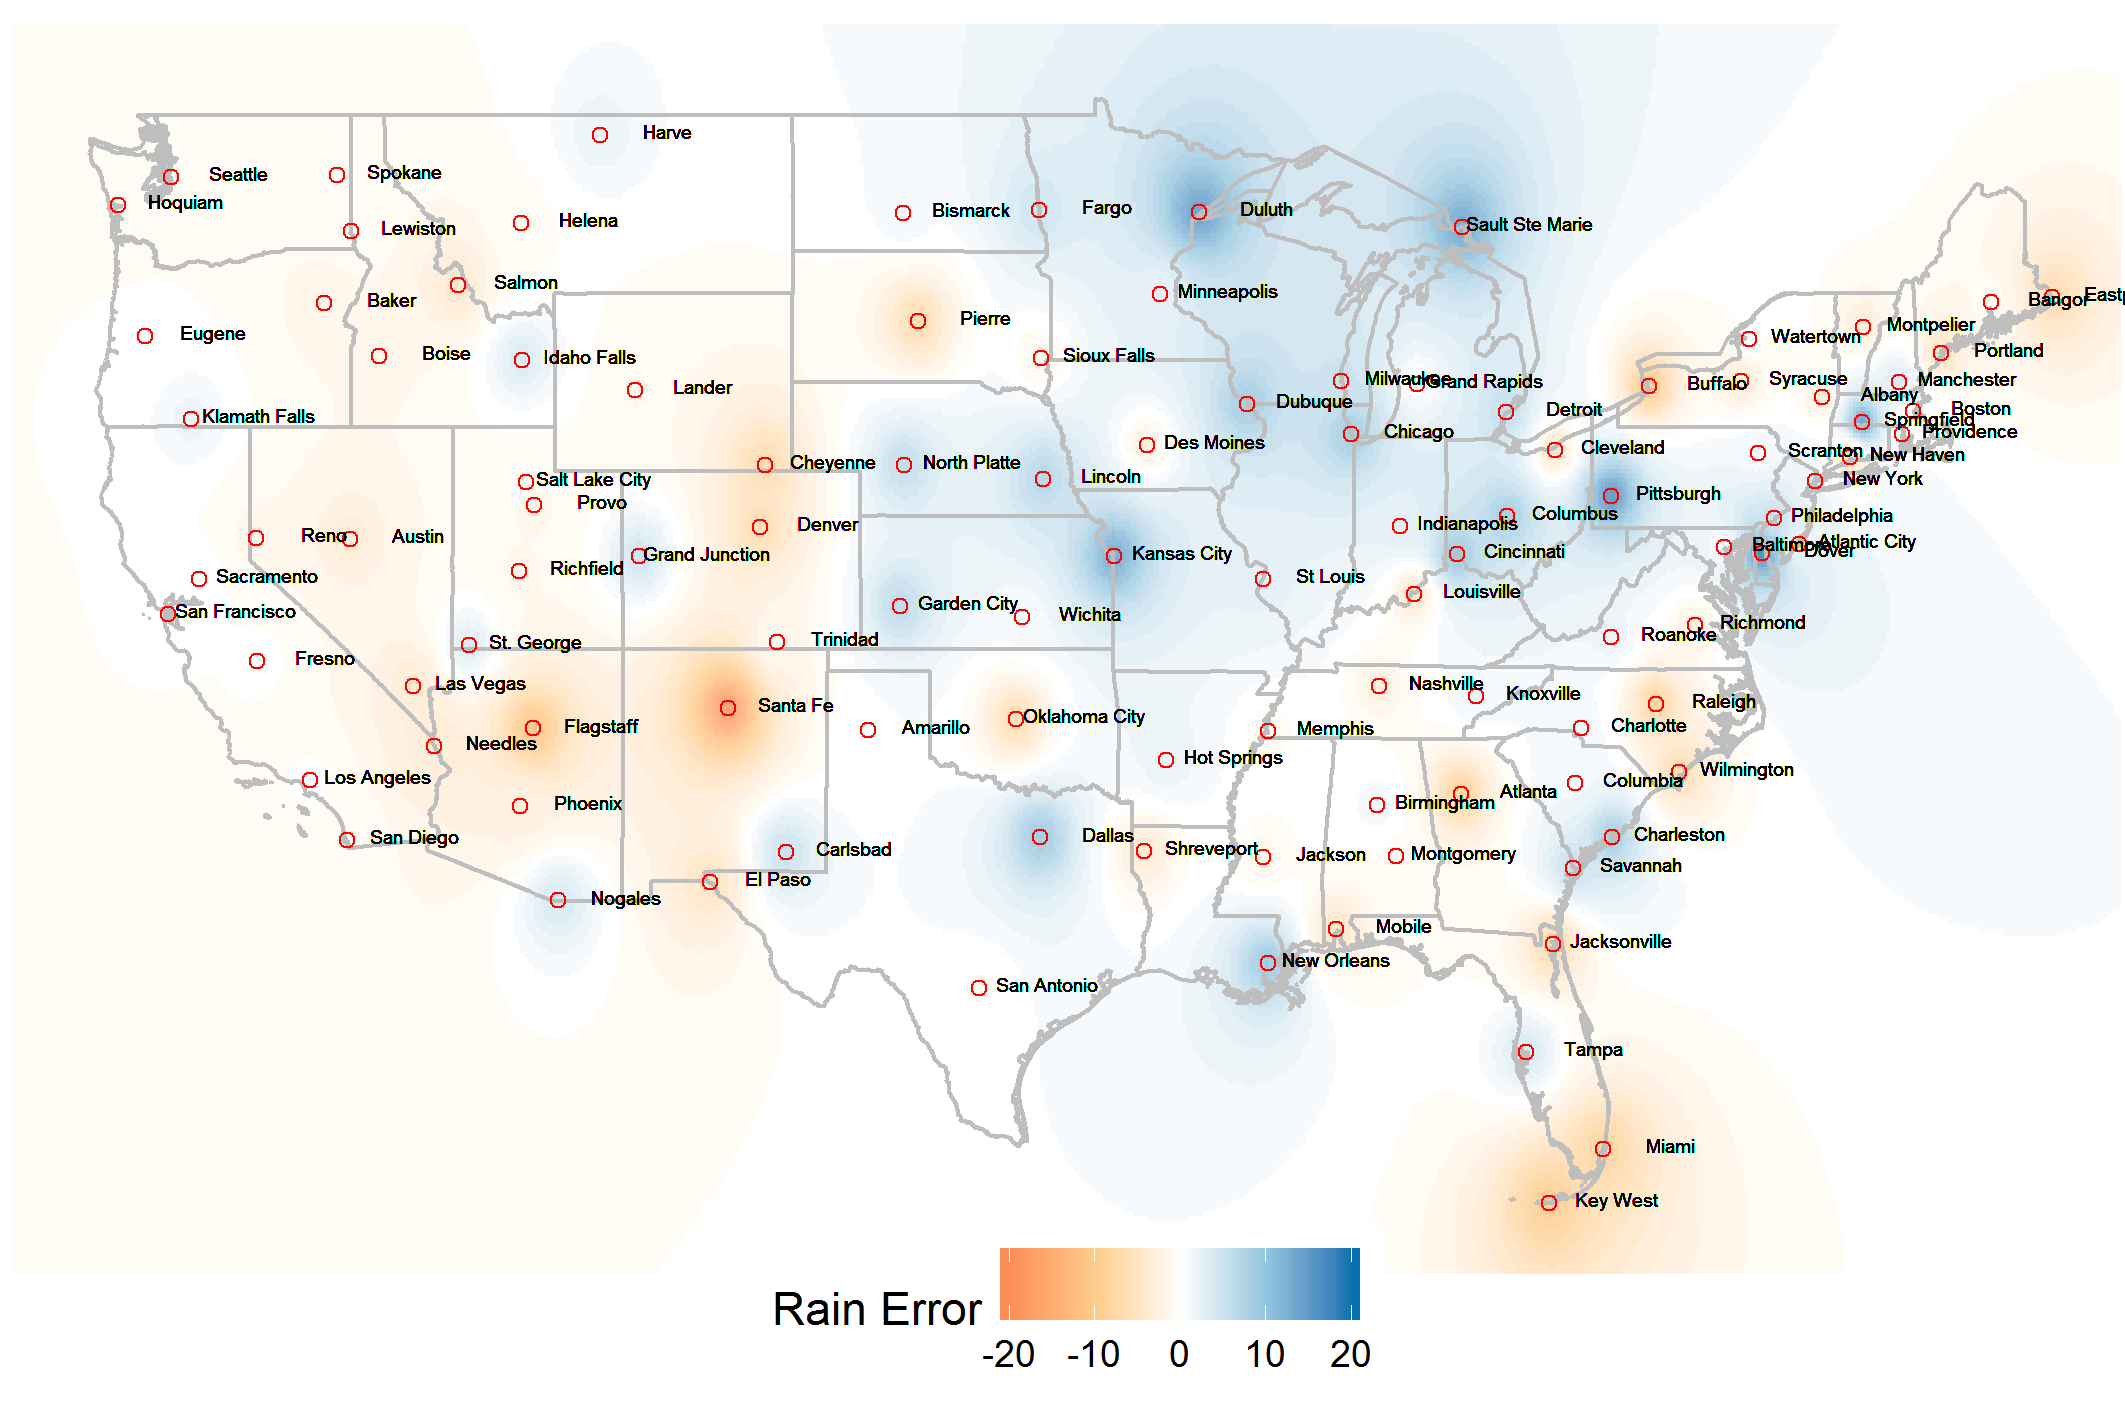 Harve
Seattle
Spokane
Hoquiam
Lewiston
Helena
Bismarck
Fargo
Duluth
Sault Ste Marie
Salmon
Baker
Minneapolis
Bangor
Eastp
Eugene
Boise
Idaho Falls
Pierre
Sioux Falls
Watertown
Montpelier
Portland
Klamath Falls
Lander
Dubuque
Milwaukee
Grand Rapids
Detroit
Buffalo
Syracuse
Albany
Manchester
Boston
Springfield
Providence
Cheyenne
North Platte
Lincoln
Des Moines
Chicago
Cleveland
Scranton
New Haven
New York
Salt Lake City
Provo
Pittsburgh
Reno
Austin
Denver
Indianapolis
Columbus
Philadelphia
Sacramento
Richfield
Grand Junction
Kansas City
Cincinnati
Baltimore
Dover
Atlantic City
San Francisco
Garden City
Wichita
St Louis
Louisville
Richmond
Fresno
St. George
Trinidad
Roanoke
Las Vegas
Nashville
Knoxville
Flagstaff
Santa Fe
Amarillo
Oklahoma City
Memphis
Charlotte
Raleigh
Needles
Hot Springs
Wilmington
Los Angeles
Phoenix
Birmingham
Atlanta
Columbia
San Diego
Carlsbad
Dallas
Shreveport
Jackson
Montgomery
Charleston
Savannah
Nogales
El Paso
Mobile
Jacksonville
New Orleans
San Antonio
Tampa
Miami
Key West
Rain Error
-20 -10 0 10 20